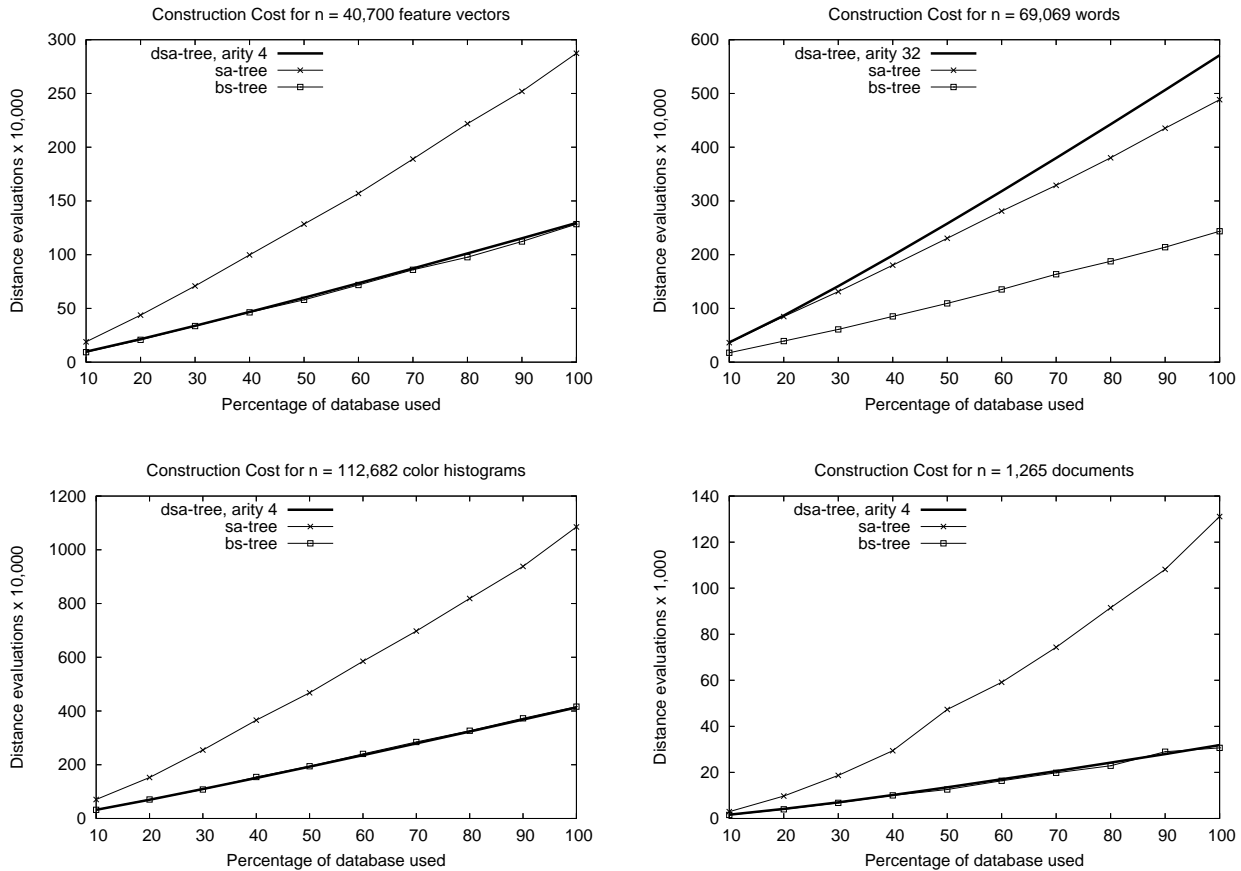 Construction Cost for n = 40,700 feature vectors
300
250
200
150
100
50
0
Distance evaluations x 10,000
dsa-tree, arity 4
sa-tree
bs-tree
10 20 30 40 50 60 70 80 90 100
Percentage of database used
Construction Cost for n = 69,069 words
600
500
400
300
200
100
0
Distance evaluations x 10,000
dsa-tree, arity 32
sa-tree
bs-tree
10 20 30 40 50 60 70 80 90 100
Percentage of database used
Construction Cost for n = 112,682 color histograms
1200
1000
800
600
400
200
0
Distance evaluations x 10,000
dsa-tree, arity 4
sa-tree
bs-tree
10 20 30 40 50 60 70 80 90 100
Percentage of database used
Construction Cost for n = 1,265 documents
140
120
100
80
60
40
20
0
Distance evaluations x 1,000
dsa-tree, arity 4
sa-tree
bs-tree
10 20 30 40 50 60 70 80 90 100
Percentage of database used